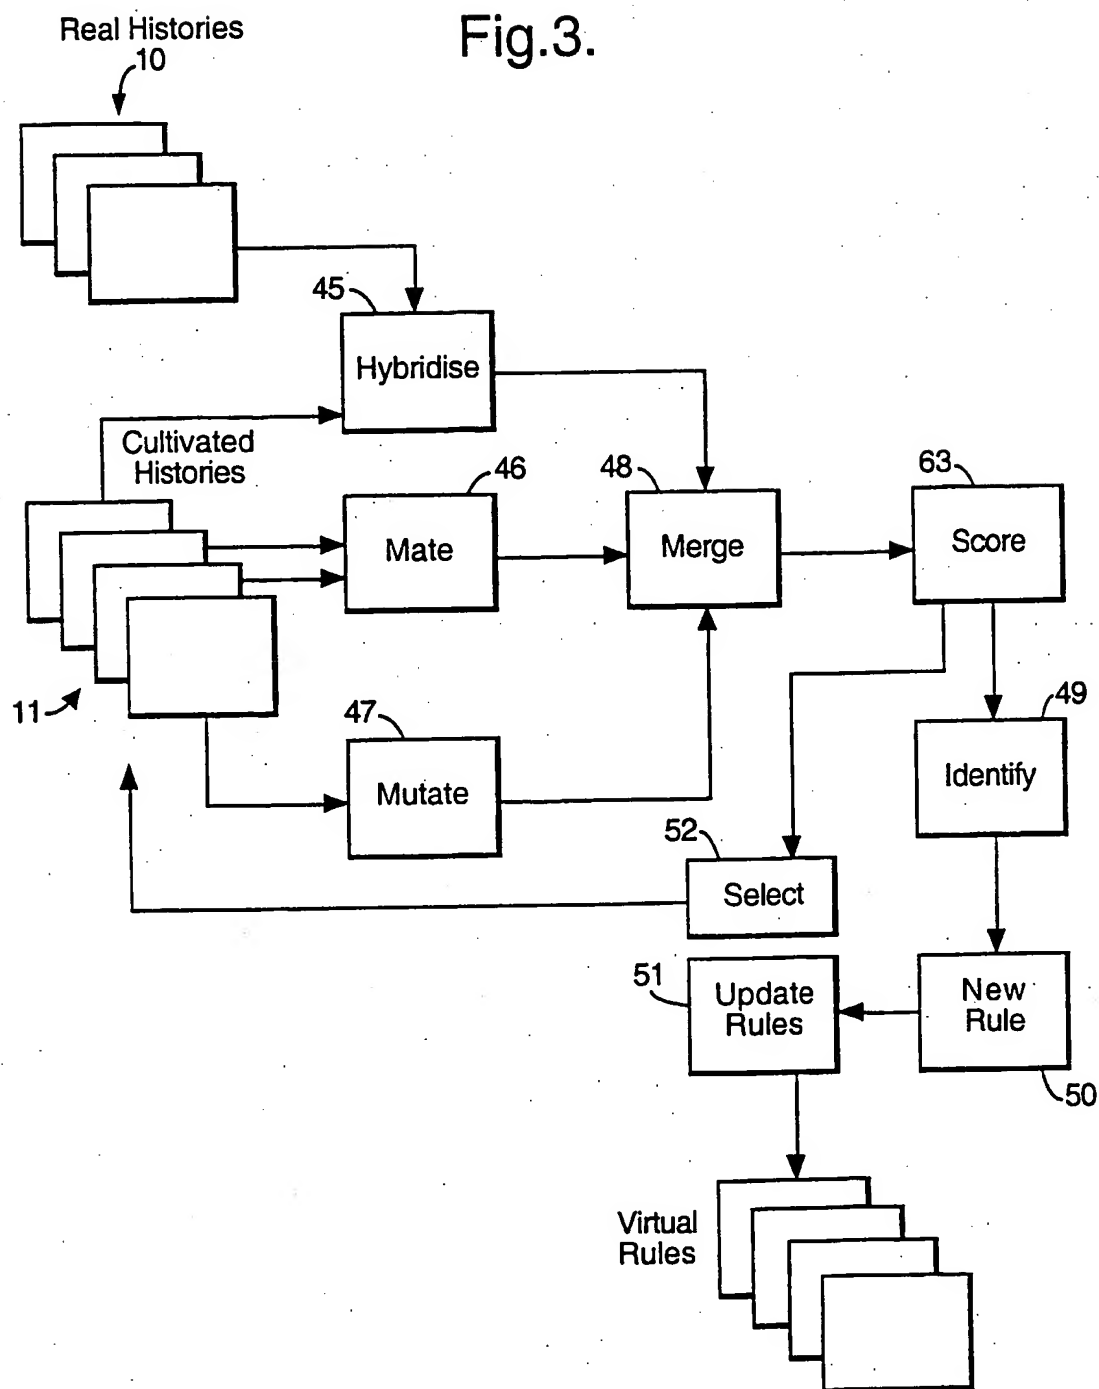 Fig.3.
Real Histories
10
45
Hybridise
Cultivated
Histories
46
Mate
48
Merge
63
Score
11
47
Mutate
49
Identify
52
Select
51
Update
Rules
New
Rule
50
Virtual
Rules